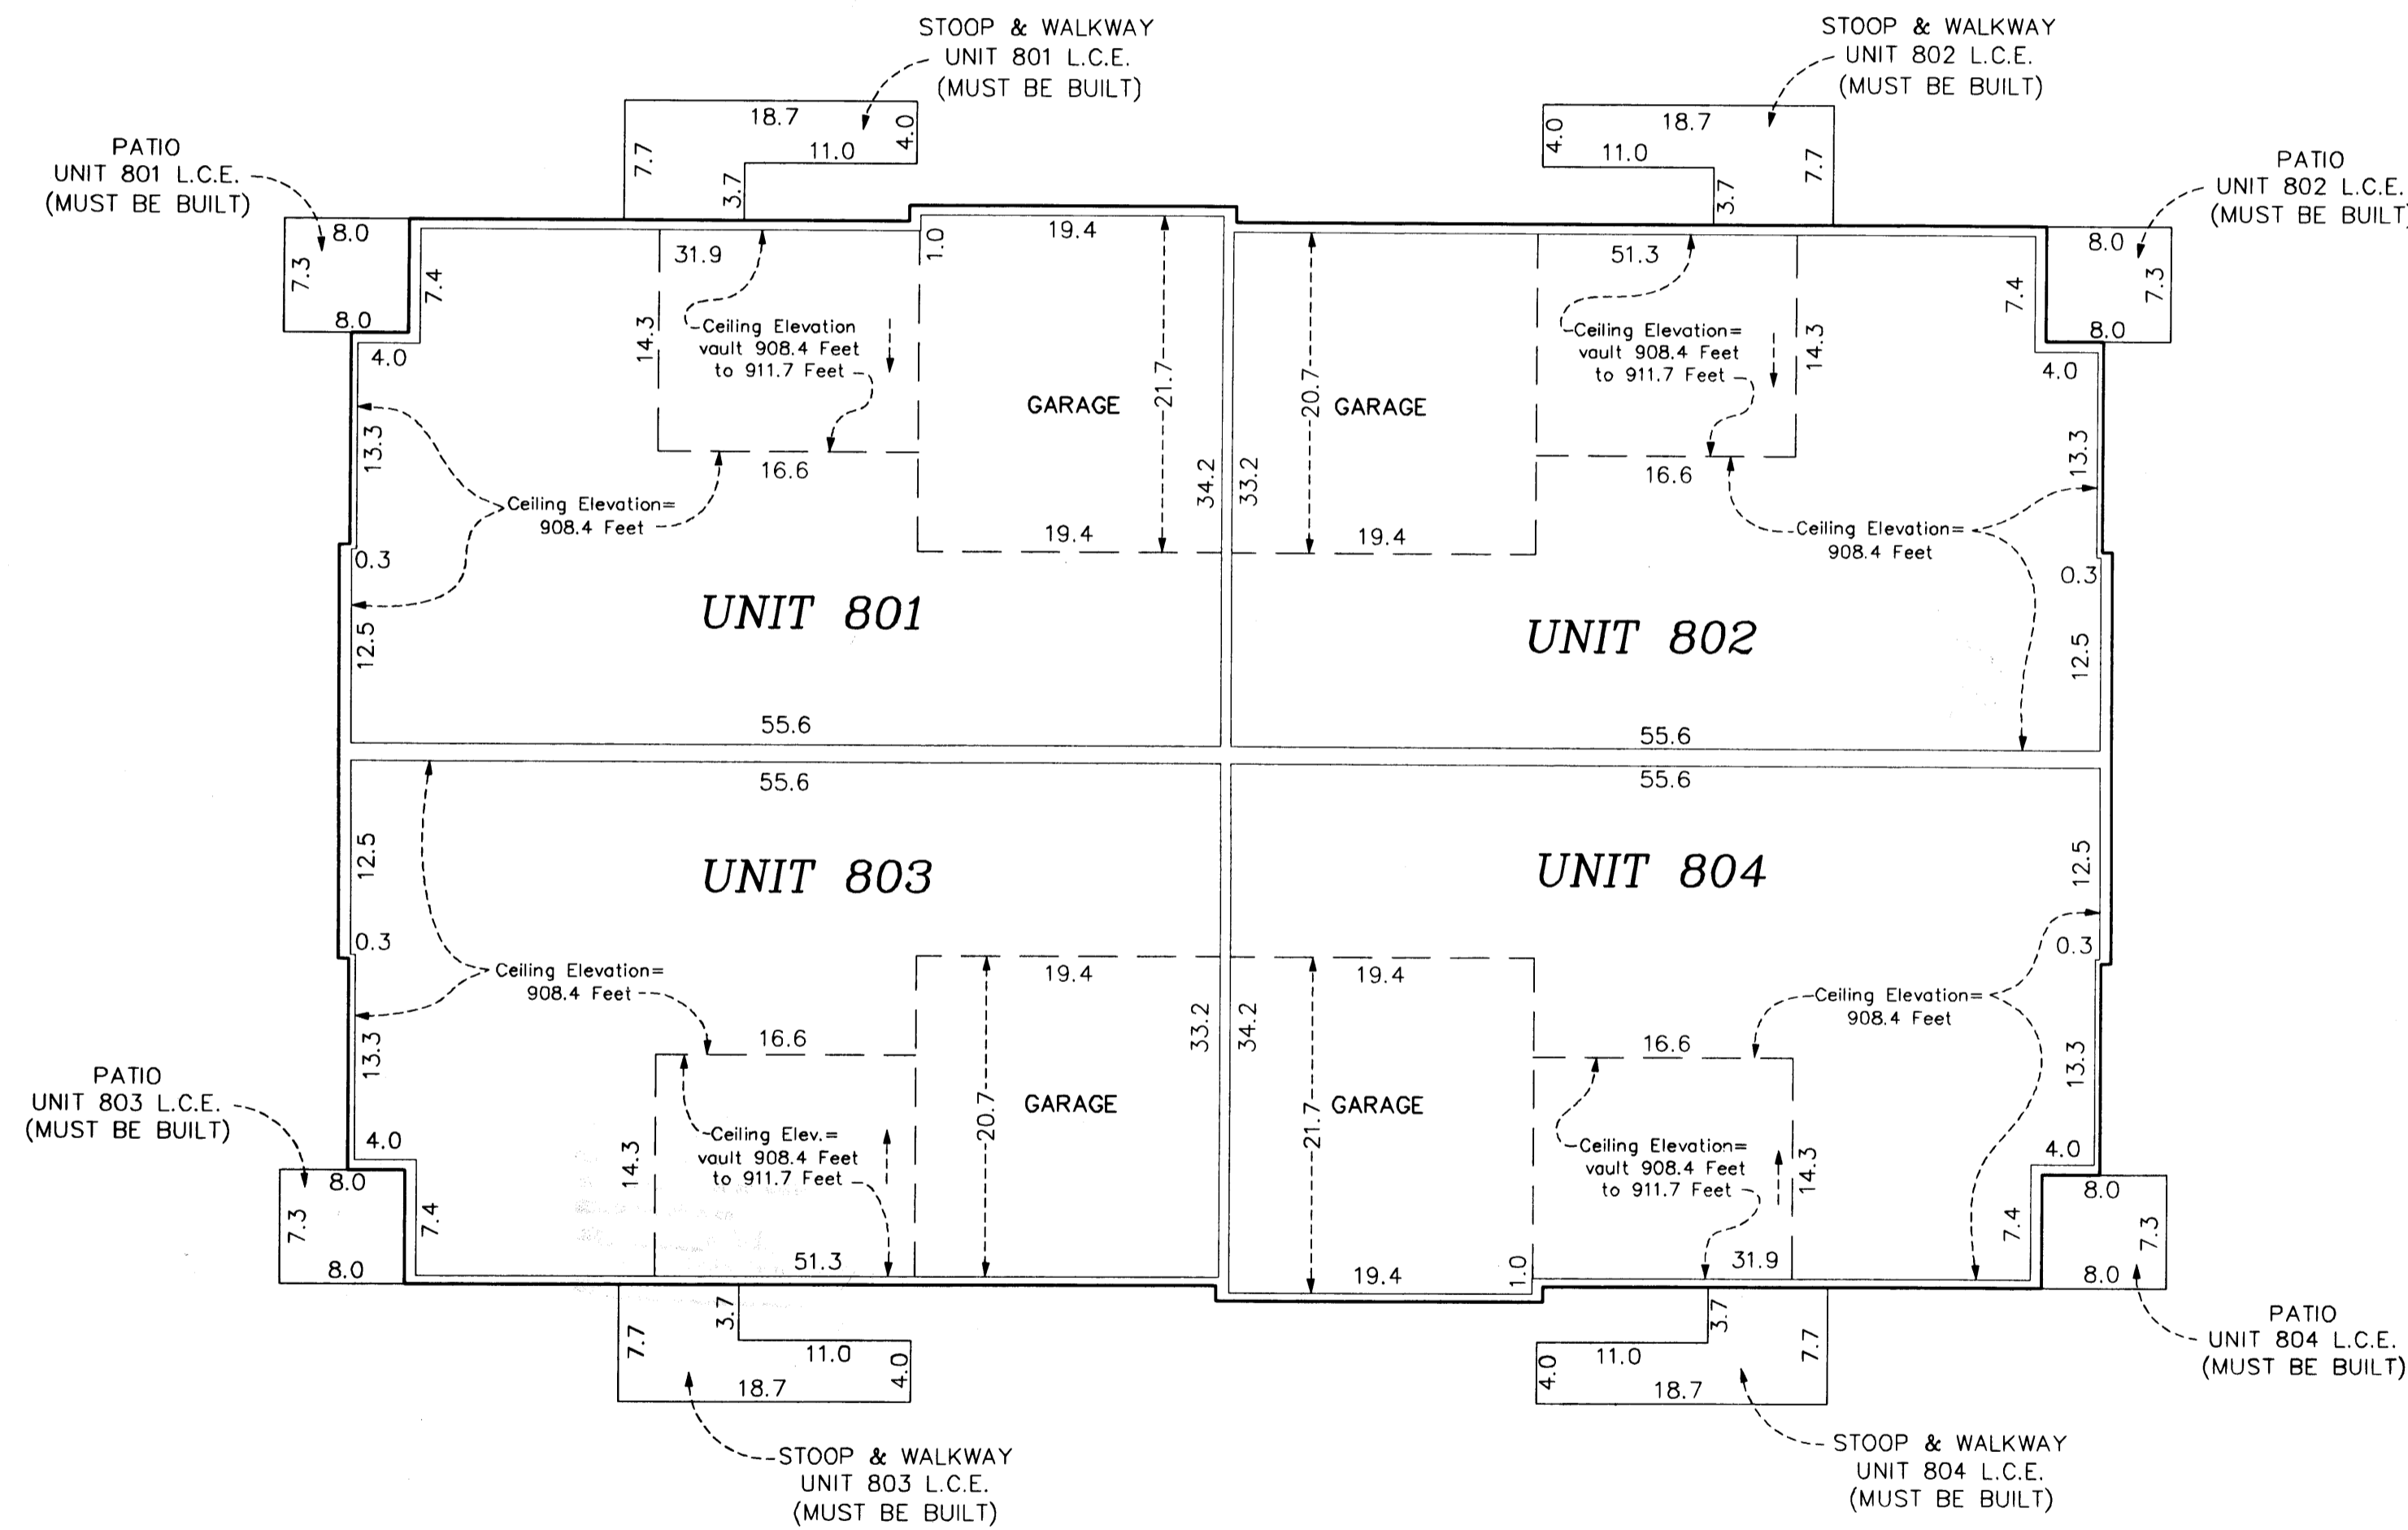 STOOP & WALKWAY
UNIT 801 L.C.E.
(MUST BE BUILT)
STOOP & WALKWAY
UNIT 802 L.C.E.
(MUST BE BUILT)
PATIO
UNIT 801 L.C.E.
(MUST BE BUILT)
18.7
4.0
11.0
7.7
3.7
4.0
18.7
11.0
7.7
3.7
PATIO
UNIT 802 L.C.E.
(MUST BE BUILT)
8.0
7.3
8.0
7.4
4.0
31.9
1.0
19.4
51.3
7.4
8.0
7.3
8.0
4.0
14.3
Ceiling Elevation
vault 908.4 Feet
to 911.7 Feet
21.7
GARAGE
20.7
GARAGE
Ceiling Elevation=
vault 908.4 Feet
to 911.7 Feet
14.3
13.3
16.6
34.2
33.2
16.6
13.3
Ceiling Elevation=
908.4 Feet
19.4
19.4
Ceiling Elevation=
908.4 Feet
0.3
0.3
12.5
UNIT 801
UNIT 802
12.5
55.6
55.6
55.6
55.6
12.5
UNIT 803
UNIT 804
12.5
0.3
0.3
Ceiling Elevation=
908.4 Feet
19.4
19.4
Ceiling Elevation=
908.4 Feet
13.3
16.6
33.2
34.2
16.6
13.3
PATIO
UNIT 803 L.C.E.
(MUST BE BUILT)
4.0
14.3
Ceiling Elev.=
vault 908.4 Feet
to 911.7 Feet
20.7
GARAGE
21.7
GARAGE
Ceiling Elevation=
vault 908.4 Feet
to 911.7 Feet
14.3
4.0
8.0
7.3
8.0
7.4
51.3
19.4
1.0
31.9
7.4
8.0
7.3
8.0
PATIO
UNIT 804 L.C.E.
(MUST BE BUILT)
7.7
3.7
11.0
4.0
18.7
3.7
7.7
11.0
4.0
18.7
STOOP & WALKWAY
UNIT 803 L.C.E.
(MUST BE BUILT)
STOOP & WALKWAY
UNIT 804 L.C.E.
(MUST BE BUILT)